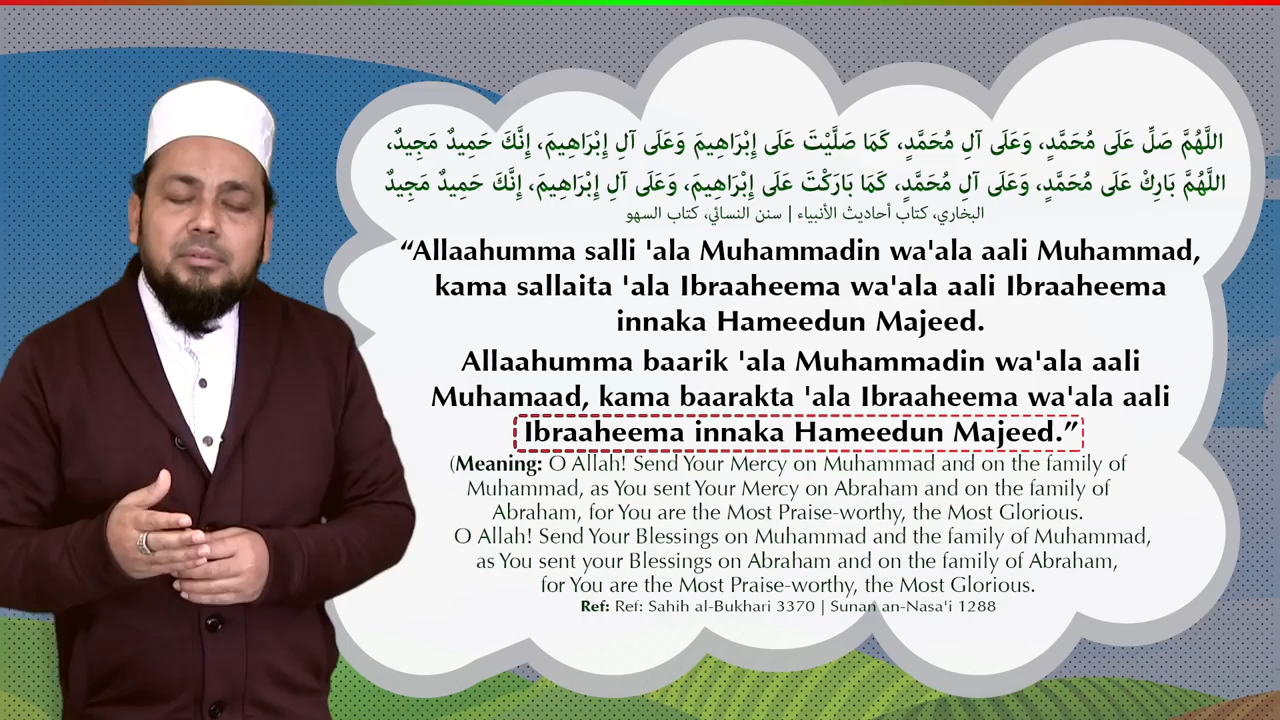 اللَّهُمَّ صَلِّ عَلَى مُحَمَّدٍ، وَعَلَى آلِ مُحَمَّدٍ، كَمَا صَلَّيْتَ عَلَى إِبْرَاهِيمَ وَعَلَى آلِ إِبْرَاهِيمَ، إِنَّكَ حَمِيدٌ مَجِيدٌ،
اللَّهُمَّ بَارِكْ عَلَى مُحَمَّدٍ، وَعَلَى آلِ مُحَمَّدٍ، كَمَا بَارَكْتَ عَلَى إِبْرَاهِيمَ، وَعَلَى آلِ إِبْرَاهِيمَ، إِنَّكَ حَمِيدٌ مَجِيدٌ
البخاري، كتاب أحاديث الأنبياء | سنن النسائي، كتاب السهو
“Allaahumma salli 'ala Muhammadin wa'ala aali Muhammad,
kama sallaita 'ala Ibraaheema wa'ala aali Ibraaheema
innaka Hameedun Majeed.
Allaahumma baarik 'ala Muhammadin wa'ala aali
Muhamaad, kama baarakta 'ala Ibraaheema wa'ala aali
Ibraaheema innaka Hameedun Majeed.”
(Meaning: O Allah! Send Your Mercy on Muhammad and on the family of
Muhammad, as You sent Your Mercy on Abraham and on the family of
Abraham, for You are the Most Praise-worthy, the Most Glorious.
O Allah! Send Your Blessings on Muhammad and the family of Muhammad,
as You sent your Blessings on Abraham and on the family of Abraham,
for You are the Most Praise-worthy, the Most Glorious.
Ref: Ref: Sahih al-Bukhari 3370 | Sunan an-Nasa'i 1288